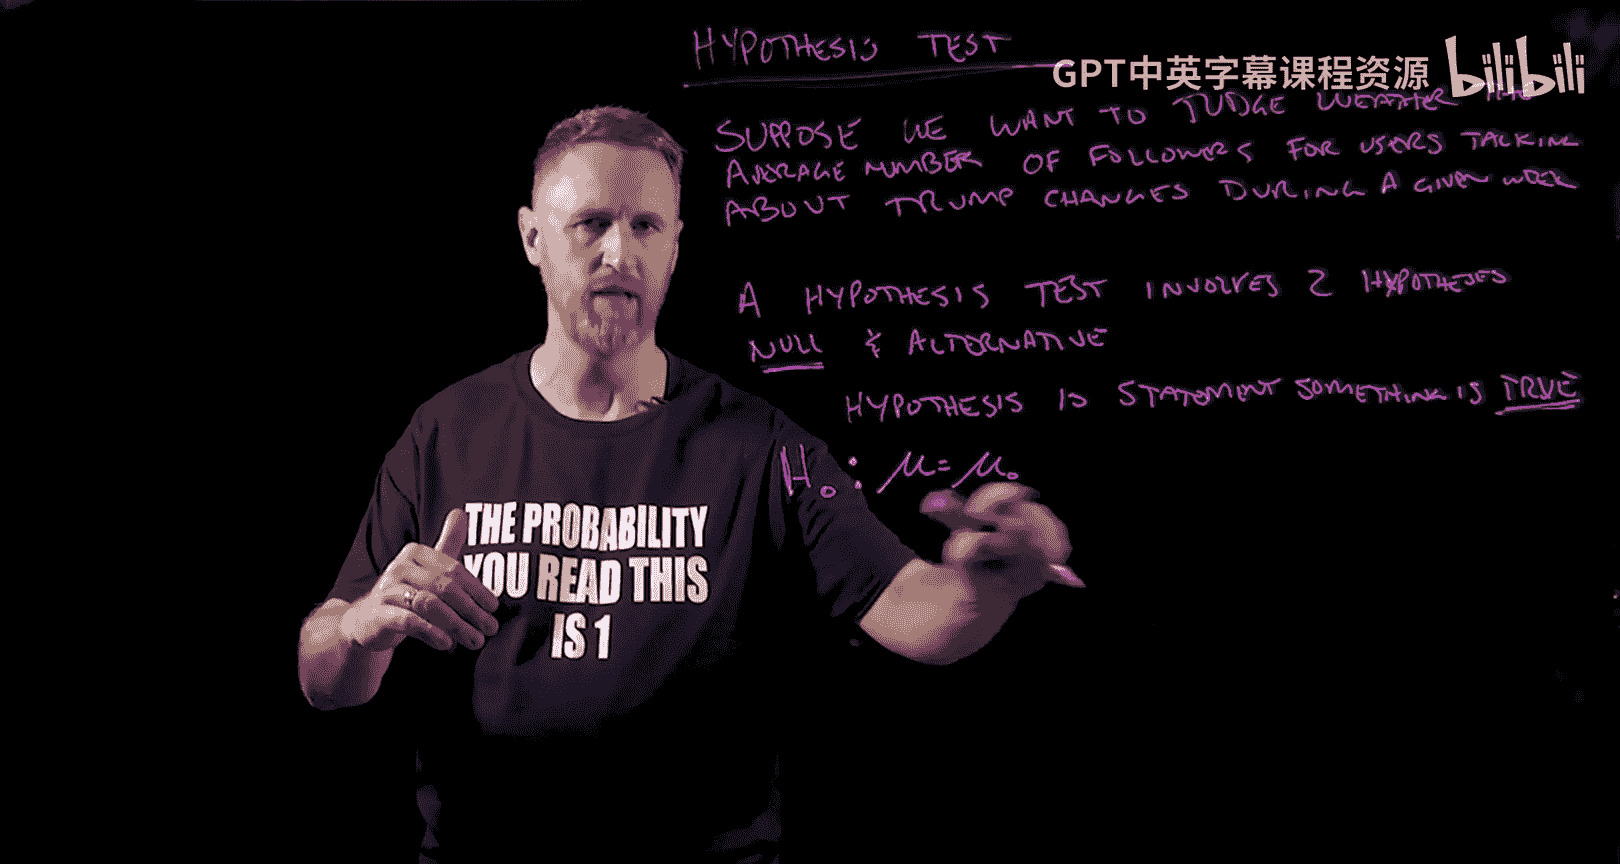 HYPOTHESIS TEST
GPT中英字幕课程资源 bilibili
SUPPOSE WE WANT TO JUDGE WEATHER THE
AVERAGE NUMBER OF FOLLOWERS FOR USERS TALKING
ABOUT TRUMP CHANGES DURING A GIVEN WEEK
A HYPOTHESIS TEST INVOLVES 2 HYPOTHESES
NULL & ALTERNATIVE
HYPOTHESIS IS STATEMENT SOMETHING IS TRUE
H₀: μ = μ₀
THE PROBABILITY
YOU READ THIS
IS 1